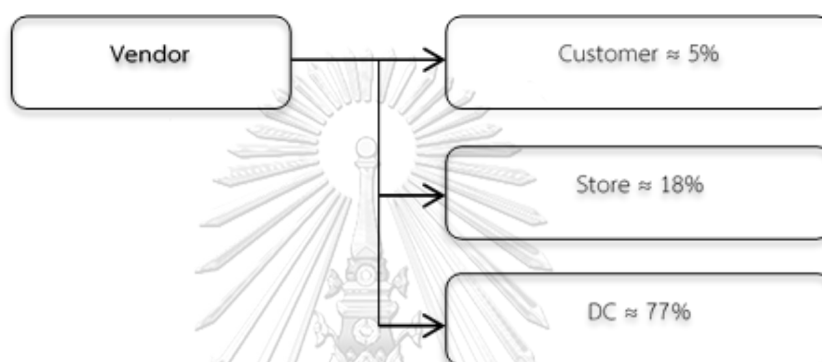 Vendor
Customer ≈ 5%
Store ≈ 18%
DC ≈ 77%